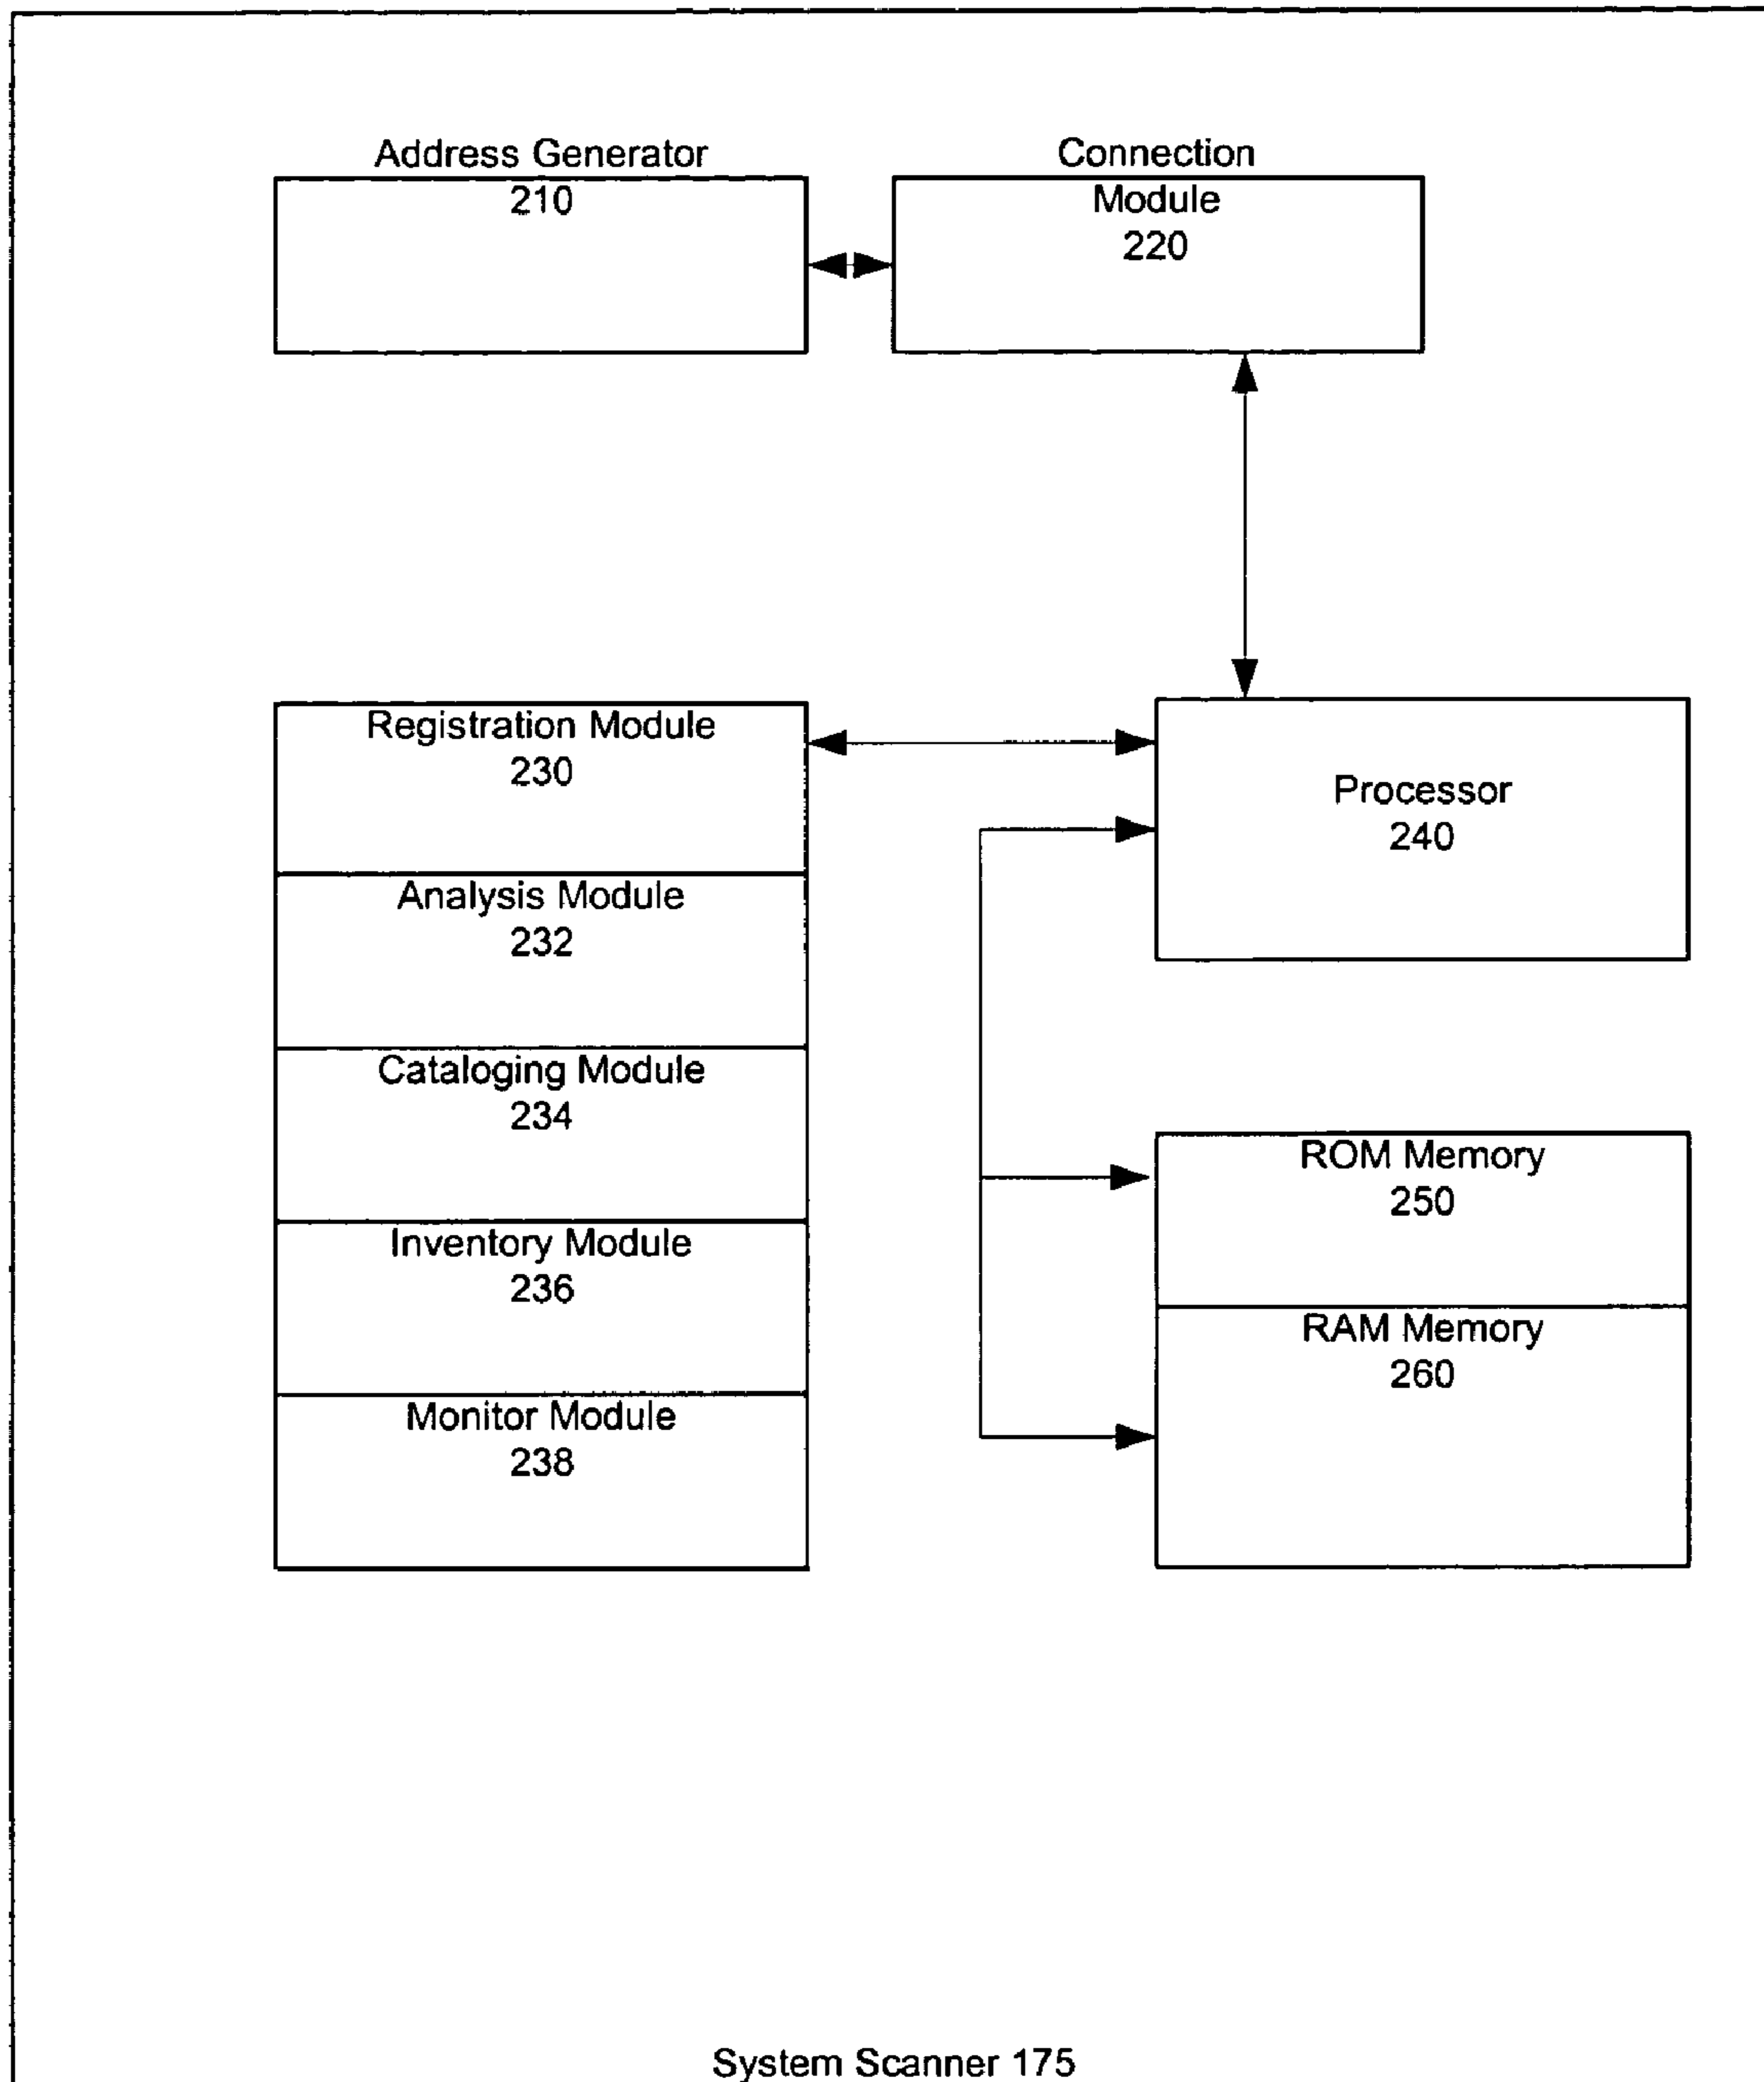 Address Generator
210
Connection
Module
220
Registration Module
230
Analysis Module
232
Cataloging Module
234
Inventory Module
236
Monitor Module
238
Processor
240
ROM Memory
250
RAM Memory
260
System Scanner 175